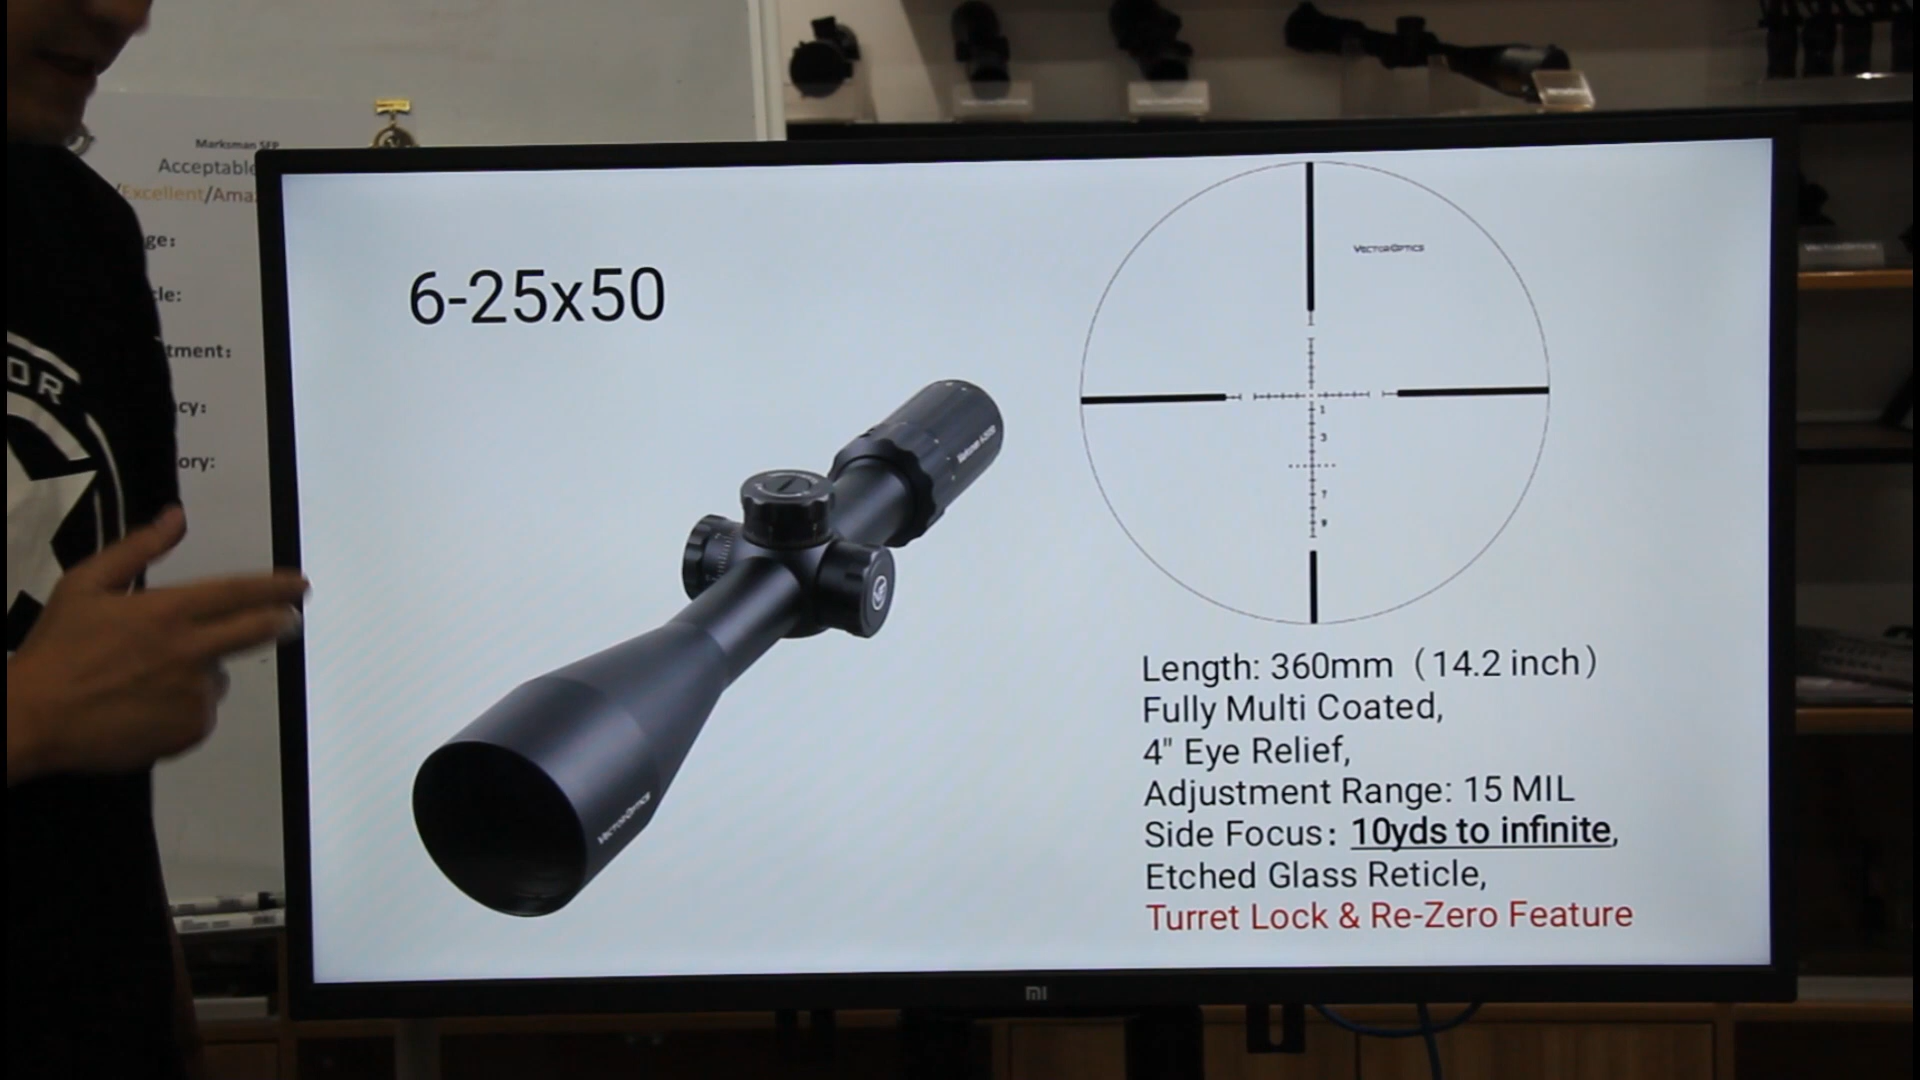 Marksman SFP
Acceptable
/Excellent/Ama
ge:
cle:
tment:
cy:
ory:
OR
6-25x50
VECTOROPTICS
1
3
7
9
VECTOROPTICS
Length: 360mm（14.2 inch）
Fully Multi Coated,
4" Eye Relief,
Adjustment Range: 15 MIL
Side Focus: 10yds to infinite,
Etched Glass Reticle,
Turret Lock & Re-Zero Feature
mi